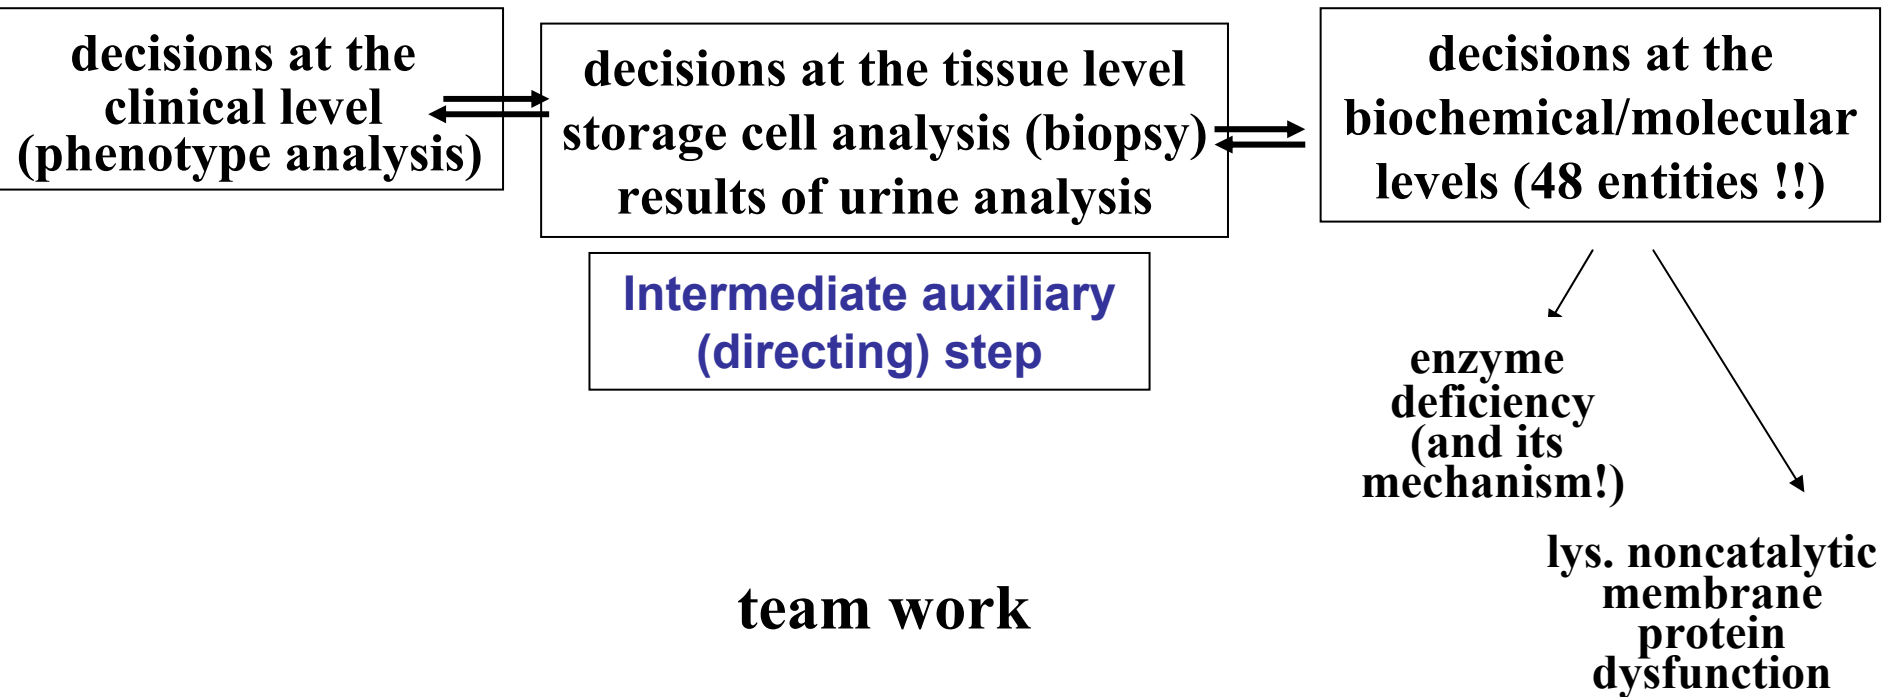 decisions at the
clinical level
(phenotype analysis)
decisions at the tissue level
storage cell analysis (biopsy)
results of urine analysis
decisions at the
biochemical/molecular
levels (48 entities !!)
Intermediate auxiliary
(directing) step
enzyme
deficiency
(and its
mechanism!)
lys. noncatalytic
membrane
protein
dysfunction
team work